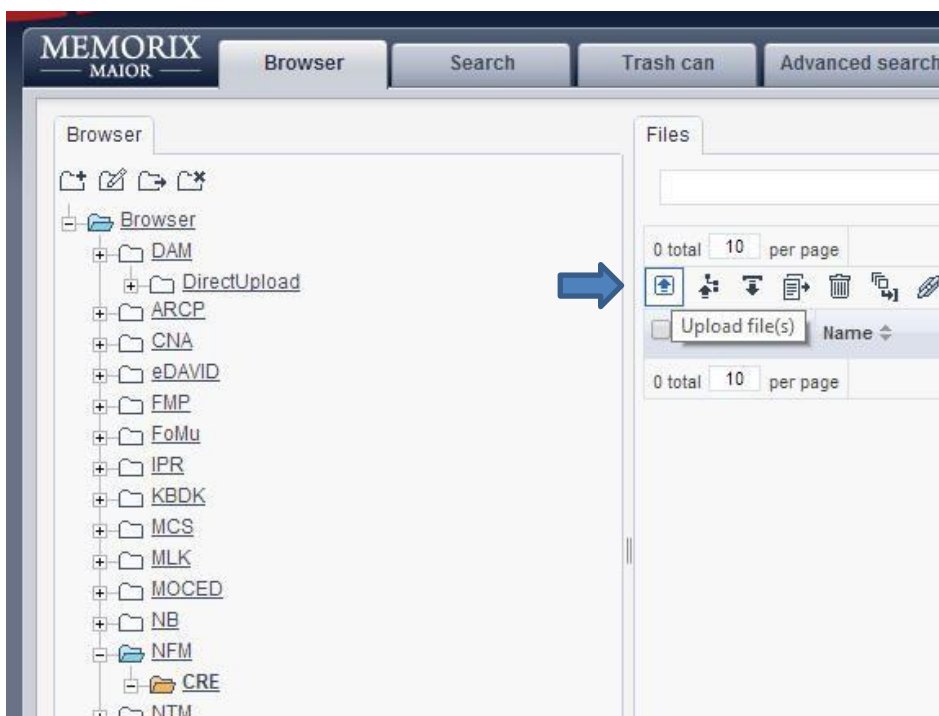 MEMORIX
MAIOR
Browser
Search
Trash can
Advanced search
Browser
Files
Browser
0 total 10 per page
DAM
DirectUpload
ARCP
Upload file(s)
Name
CNA
eDAVID
0 total 10 per page
FMP
FoMu
IPR
KBDK
MCS
MLK
MOCED
NB
NFM
CRE
NTM